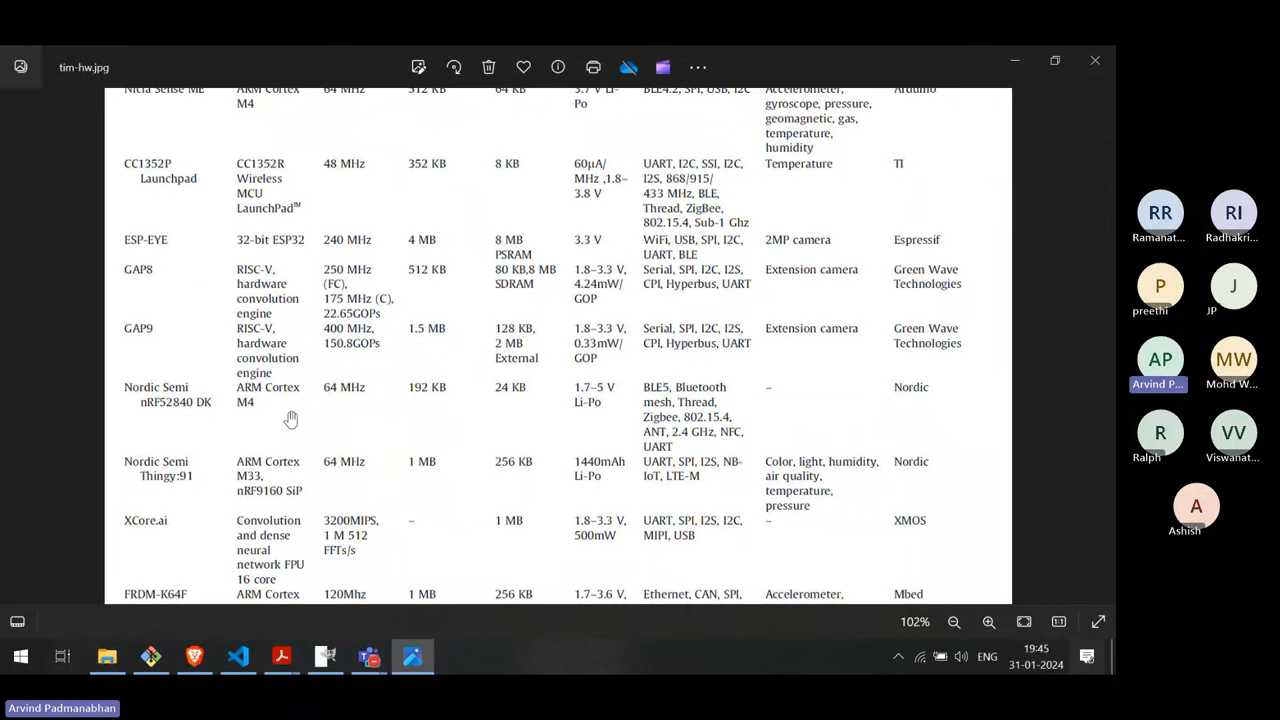 tim-hw.jpg
Nicla Sense ME ARM Cortex 64 MHz 512 KB 64 KB 3.7 V Li- BLE4.2, SPI, USB, I2C Accelerometer, Arduino
M4 Po gyroscope, pressure,
geomagnetic, gas,
temperature,
humidity
CC1352P CC1352R 48 MHz 352 KB 8 KB 60μA/ UART, I2C, SSI, I2C, Temperature TI
Launchpad Wireless MHz ,1.8– I2S, 868/915/
MCU 3.8 V 433 MHz, BLE,
LaunchPad™ Thread, ZigBee,
802.15.4, Sub-1 Ghz
ESP-EYE 32-bit ESP32 240 MHz 4 MB 8 MB 3.3 V WiFi, USB, SPI, I2C, 2MP camera Espressif
PSRAM UART, BLE
GAP8 RISC-V, 250 MHz 512 KB 80 KB,8 MB 1.8–3.3 V, Serial, SPI, I2C, I2S, Extension camera Green Wave
hardware (FC), SDRAM 4.24mW/ CPI, Hyperbus, UART Technologies
convolution 175 MHz (C), GOP
engine 22.65GOPs
GAP9 RISC-V, 400 MHz, 1.5 MB 128 KB, 1.8–3.3 V, Serial, SPI, I2C, I2S, Extension camera Green Wave
hardware 150.8GOPs 2 MB 0.33mW/ CPI, Hyperbus, UART Technologies
convolution External GOP
engine
Nordic Semi ARM Cortex 64 MHz 192 KB 24 KB 1.7–5 V BLE5, Bluetooth – Nordic
nRF52840 DK M4 Li-Po mesh, Thread,
Zigbee, 802.15.4,
ANT, 2.4 GHz, NFC,
UART
Nordic Semi ARM Cortex 64 MHz 1 MB 256 KB 1440mAh UART, SPI, I2S, NB- Color, light, humidity, Nordic
Thingy:91 M33, Li-Po IoT, LTE-M air quality,
nRF9160 SiP temperature,
pressure
XCore.ai Convolution 3200MIPS, – 1 MB 1.8–3.3 V, UART, SPI, I2S, I2C, – XMOS
and dense 1 M 512 500mW MIPI, USB
neural FFTs/s
network FPU
16 core
FRDM-K64F ARM Cortex 120Mhz 1 MB 256 KB 1.7–3.6 V, Ethernet, CAN, SPI, Accelerometer, Mbed
102% 1:1
ENG
19:45
31-01-2024
RR RI
Ramanat... Radhakri...
P J
preethi JP
AP MW
Arvind P... Mohd W...
R VV
Ralph Viswanat...
A
Ashish
Arvind Padmanabhan